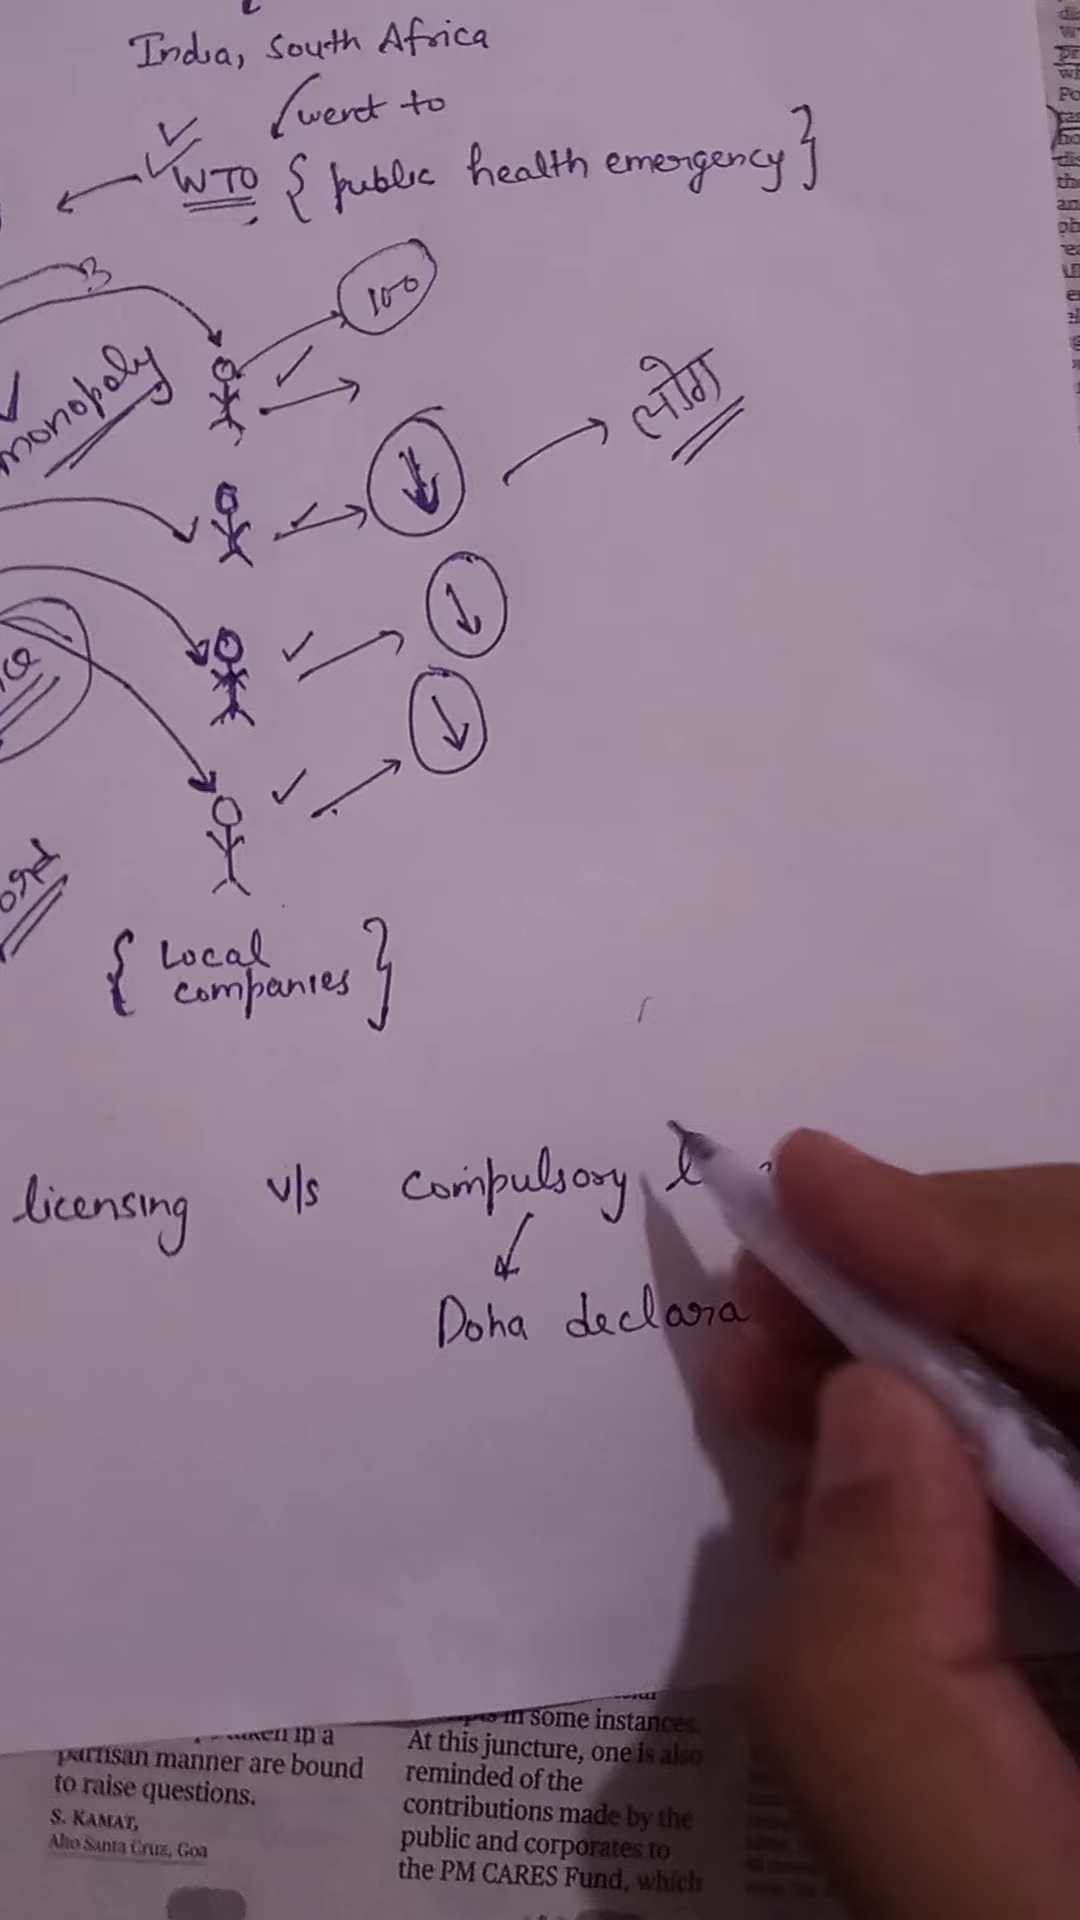 India, South Africa
went to
WTO { public health emergency }
100
monopoly
लोग
{ Local
companies }
licensing v/s compulsory
Doha declara
in a
partisan manner are bound
to raise questions.
S. KAMAT,
Alto Santa Cruz, Goa
in some instances.
At this juncture, one is also
reminded of the
contributions made by the
public and corporates to
the PM CARES Fund, which